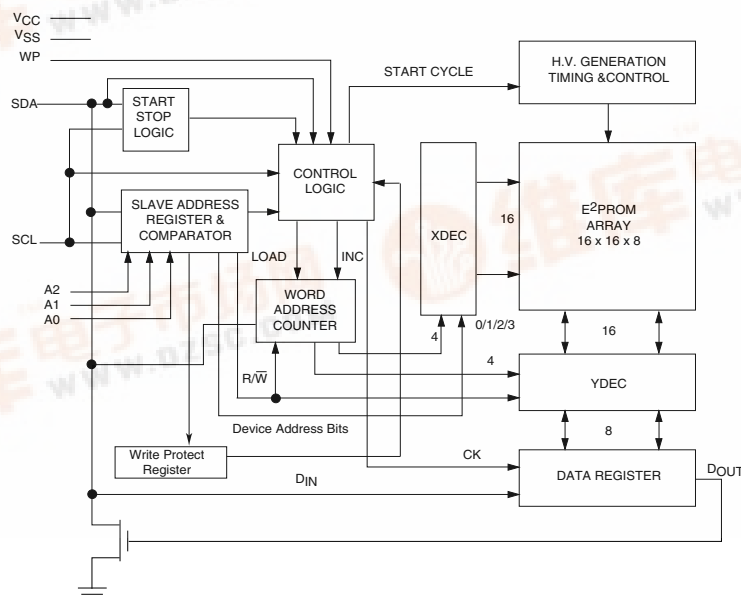 VCC
VSS
WP
SDA
SCL
A2
A1
A0
START
STOP
LOGIC
SLAVE ADDRESS
REGISTER &
COMPARATOR
CONTROL
LOGIC
START CYCLE
H.V. GENERATION
TIMING &CONTROL
LOAD
INC
WORD
ADDRESS
COUNTER
XDEC
16
E2PROM
ARRAY
16 x 16 x 8
4
0/1/2/3
16
4
YDEC
R/W
Device Address Bits
8
Write Protect
Register
CK
DIN
DATA REGISTER
DOUT
www.dzsc.c